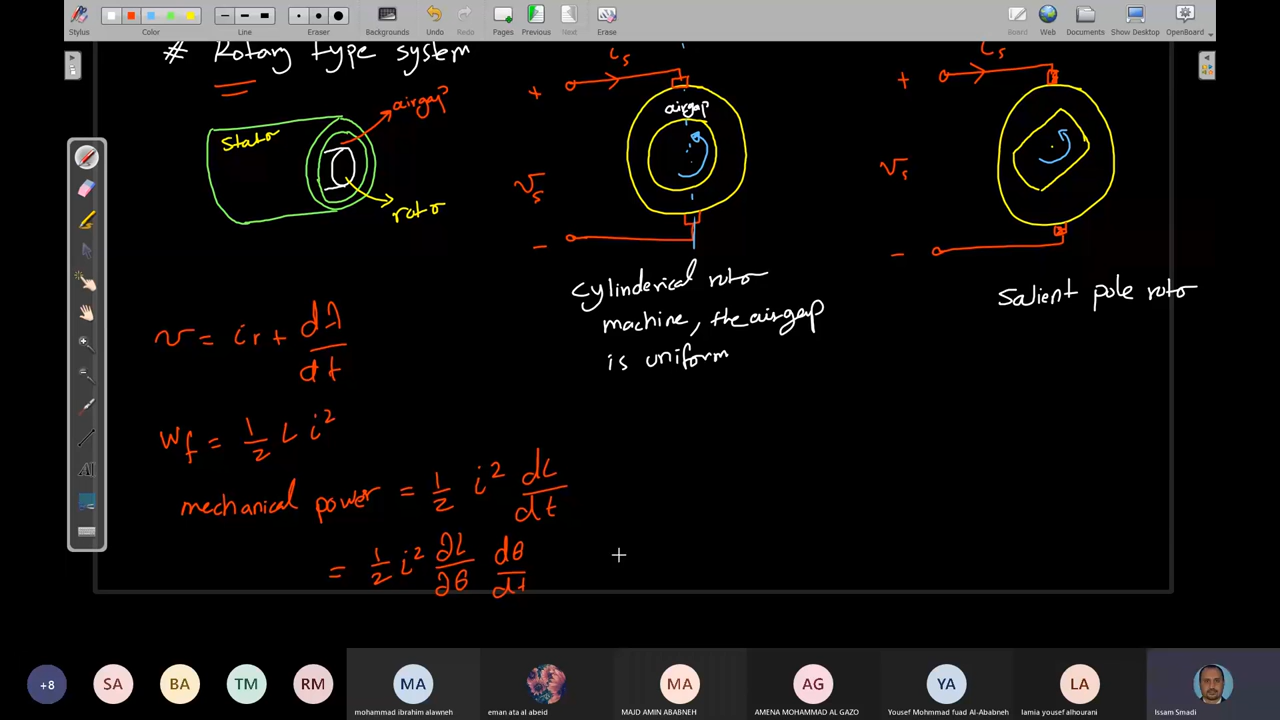 Stylus Color Eraser Backgrounds Undo Redo Pages Previous Next Erase Board Web Documents Show Desktop OpenBoard
# Rotary type system
airgap
Stator
rotor
is
+
vs
-
airgap
Cylinderical rotor
machine, the airgap
is uniform
is
+
vs
-
Salient pole rotor
v = ir + dλ/dt
Wf = 1/2 L i²
mechanical power = 1/2 i² dL/dt
= 1/2 i² ∂L/∂θ dθ/dt
+8 SA BA TM RM MA MA AG YA LA
mohammad ibrahim alawneh eman ata al abeid MAJD AMIN ABABNEH AMENA MOHAMMAD AL GAZO Yousef Mohmmad fuad Al-Ababneh lamia yousef alhourani Issam Smadi